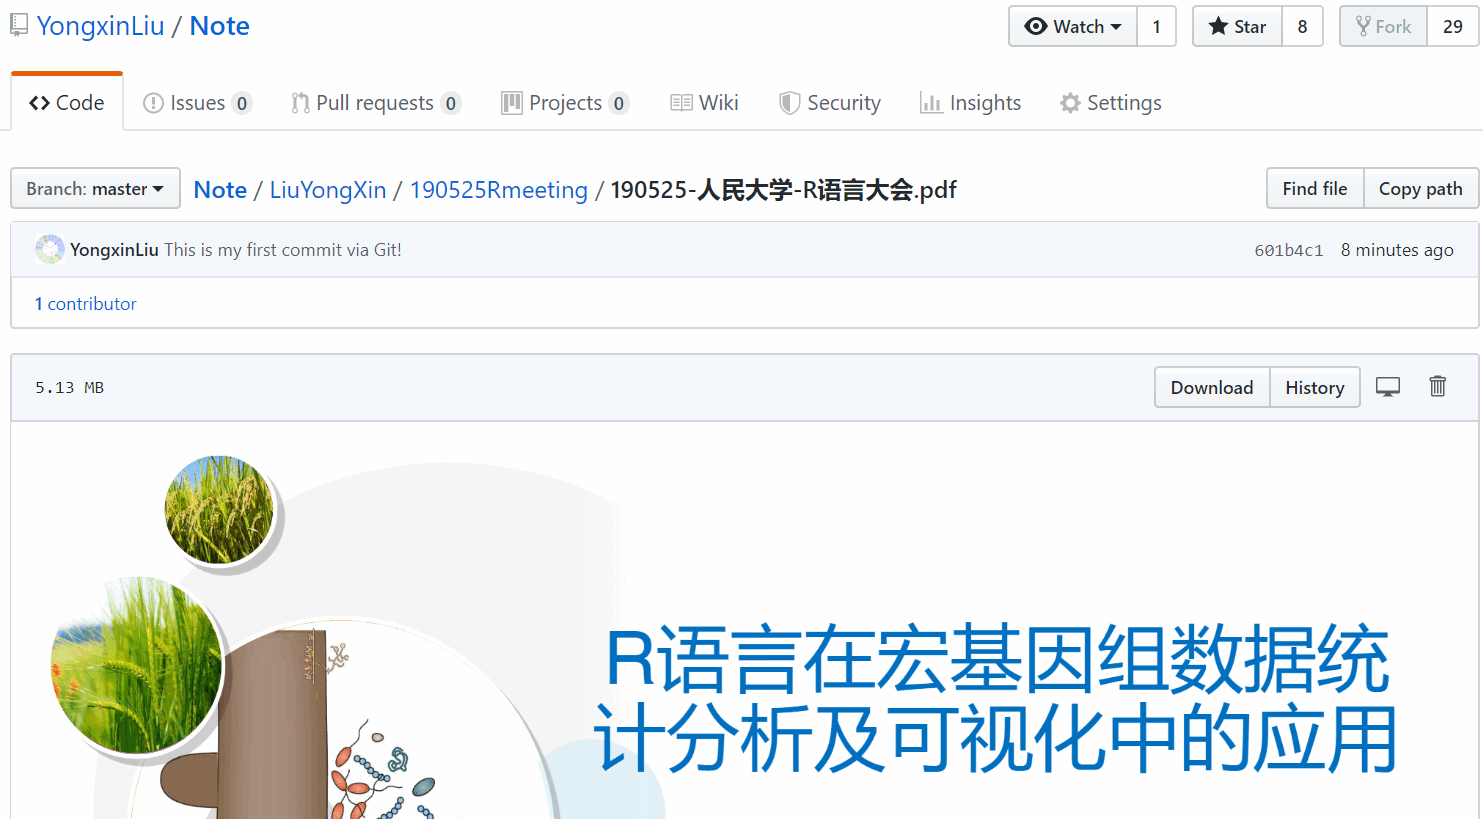 YongxinLiu / Note
Watch 1 Star 8 Fork 29
Code Issues 0 Pull requests 0 Projects 0 Wiki Security Insights Settings
Branch: master Note / LiuYongXin / 190525Rmeeting / 190525-人民大学-R语言大会.pdf Find file Copy path
YongxinLiu This is my first commit via Git! 601b4c1 8 minutes ago
1 contributor
5.13 MB Download History
R语言在宏基因组数据统
计分析及可视化中的应用